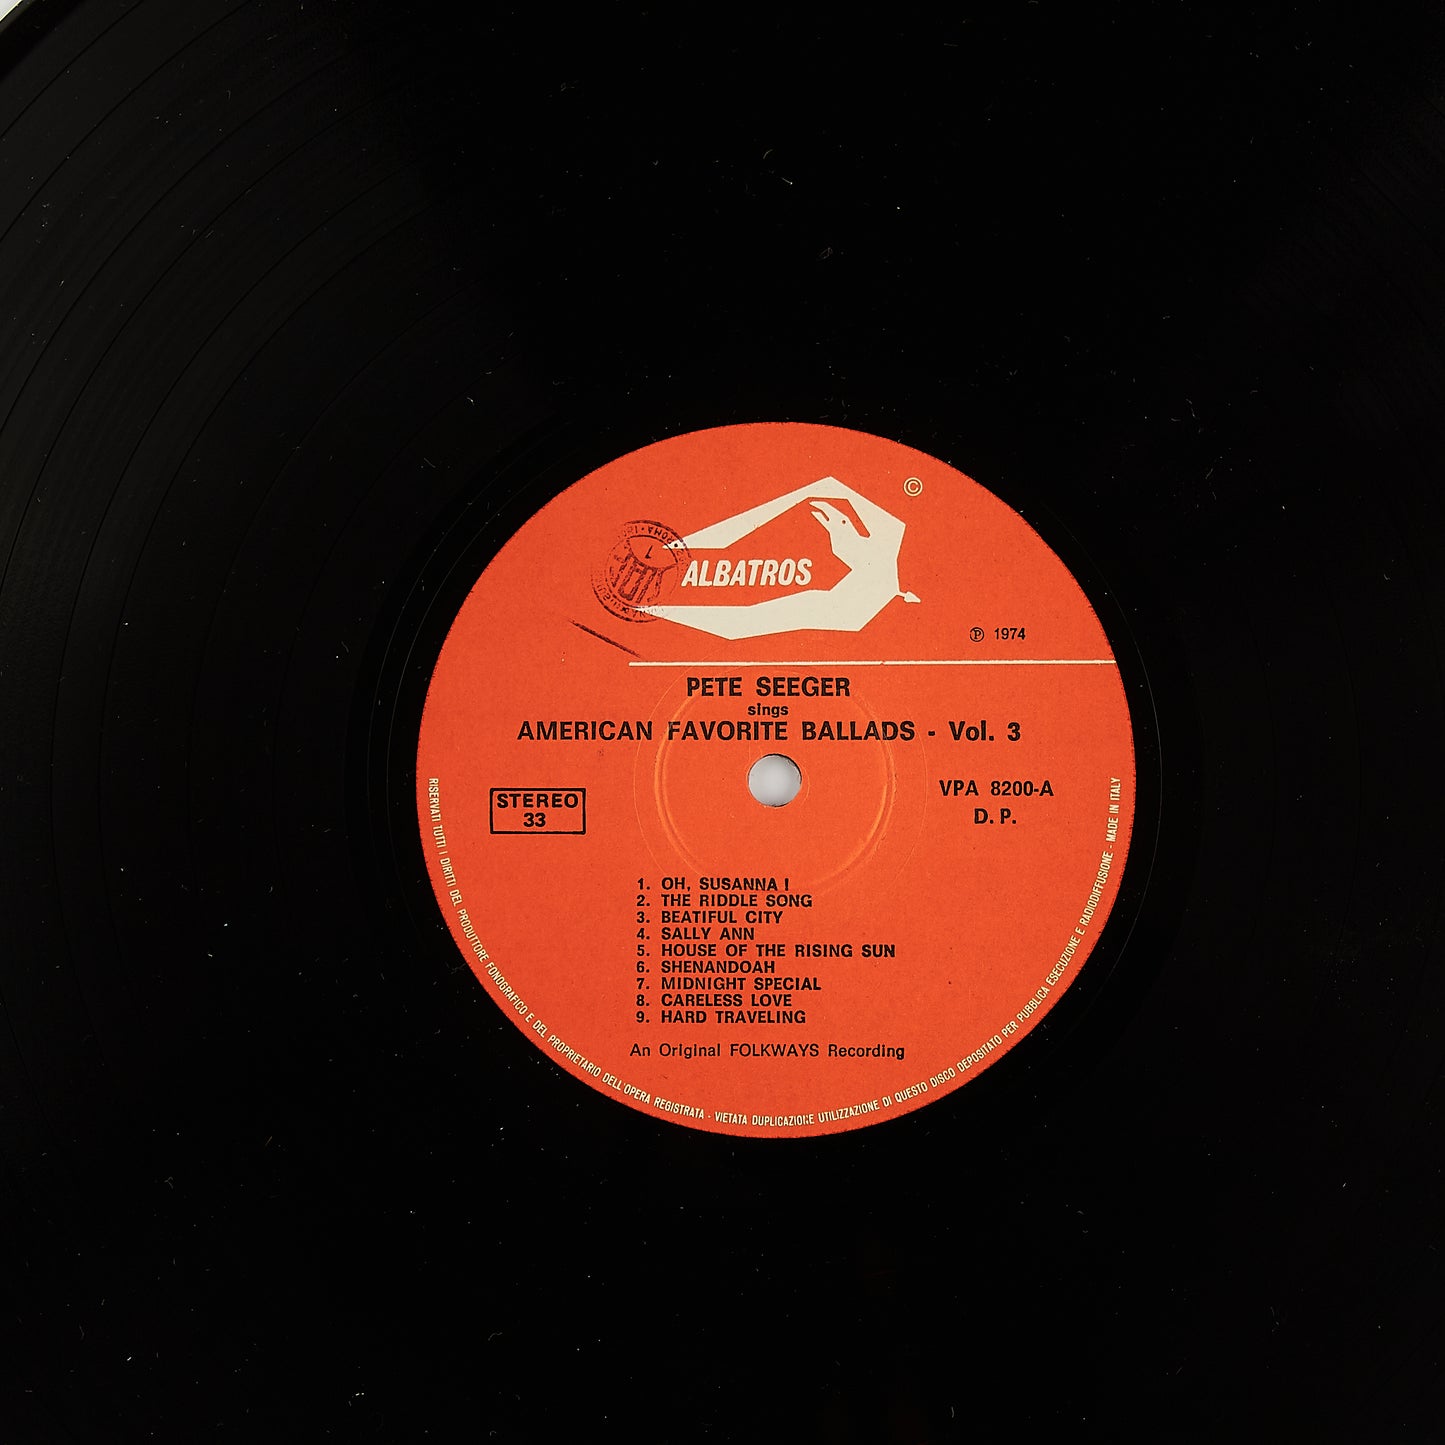 ©
ALBATROS
℗ 1974
PETE SEEGER
sings
AMERICAN FAVORITE BALLADS - Vol. 3
STEREO
33
VPA 8200-A
D. P.
1. OH, SUSANNA !
2. THE RIDDLE SONG
3. BEATIFUL CITY
4. SALLY ANN
5. HOUSE OF THE RISING SUN
6. SHENANDOAH
7. MIDNIGHT SPECIAL
8. CARELESS LOVE
9. HARD TRAVELING
An Original FOLKWAYS Recording
RISERVATI TUTTI I DIRITTI DEL PRODUTTORE FONOGRAFICO E DEL PROPRIETARIO DELL'OPERA REGISTRATA - VIETATA DUPLICAZIONE UTILIZZAZIONE DI QUESTO DISCO DEPOSITATO PER PUBBLICA ESECUZIONE E RADIODIFFUSIONE - MADE IN ITALY